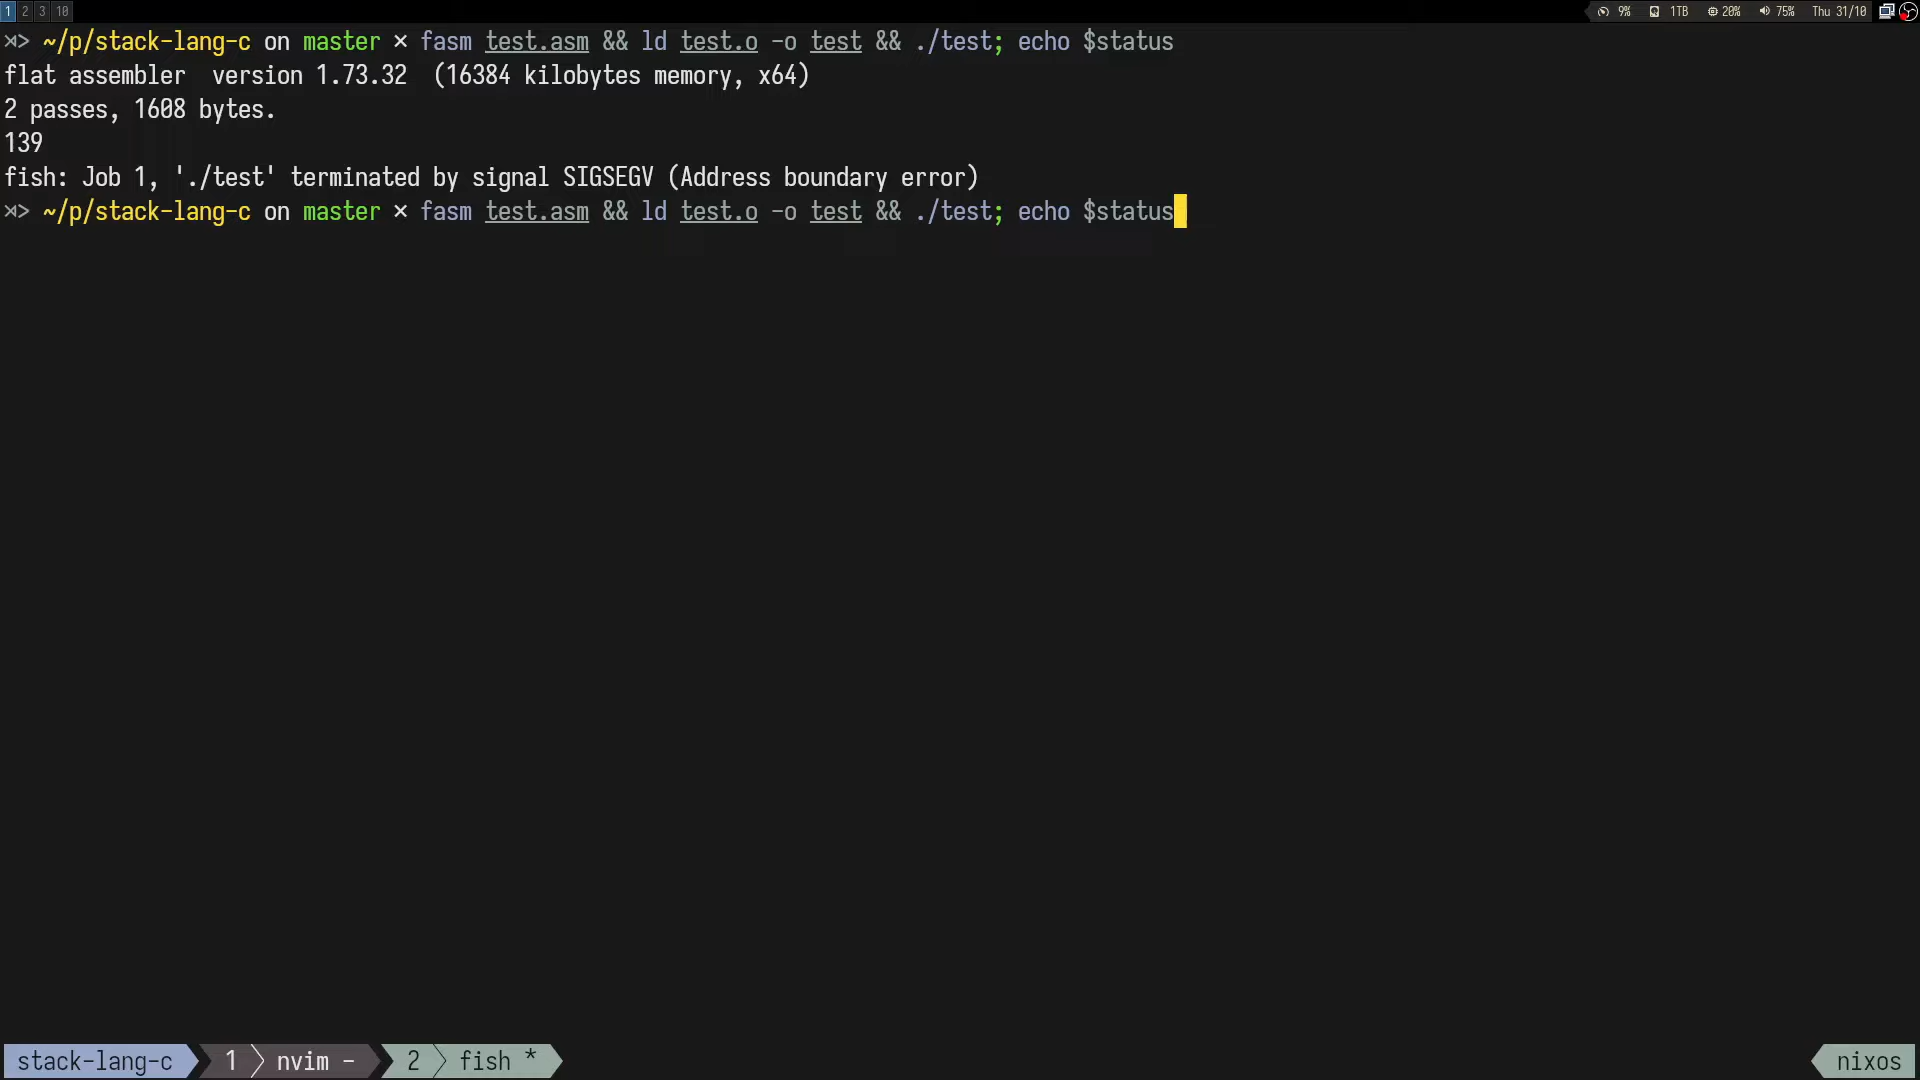 1 2 3 10 9% 1TB 20% 75% Thu 31/10
~/p/stack-lang-c on master × fasm test.asm && ld test.o -o test && ./test; echo $status
flat assembler  version 1.73.32  (16384 kilobytes memory, x64)
2 passes, 1608 bytes.
139
fish: Job 1, './test' terminated by signal SIGSEGV (Address boundary error)
~/p/stack-lang-c on master × fasm test.asm && ld test.o -o test && ./test; echo $status
stack-lang-c 1 nvim - 2 fish * nixos